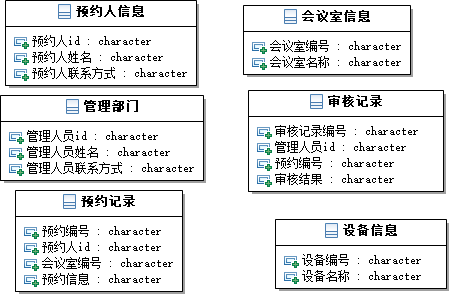 预约人信息
预约人id : character
预约人姓名 : character
预约人联系方式 : character
会议室信息
会议室编号 : character
会议室名称 : character
管理部门
管理人员id : character
管理人员姓名 : character
管理人员联系方式 : character
审核记录
审核记录编号 : character
管理人员id : character
预约编号 : character
审核结果 : character
预约记录
预约编号 : character
预约人id : character
会议室编号 : character
预约信息 : character
设备信息
设备编号 : character
设备名称 : character